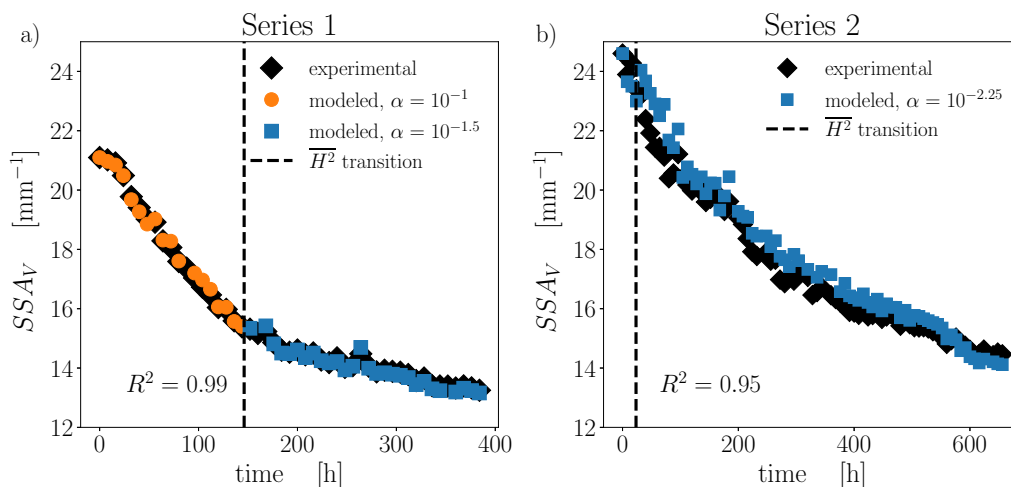 Series 1
a)
experimental
modeled, α = 10⁻¹
modeled, α = 10⁻¹·⁵
H̅²̅ transition
R² = 0.99
SSA_V [mm⁻¹]
24
22
20
18
16
14
12
0
100
200
300
400
time [h]
Series 2
b)
experimental
modeled, α = 10⁻²·²⁵
H̅²̅ transition
R² = 0.95
SSA_V [mm⁻¹]
24
22
20
18
16
14
12
0
200
400
600
time [h]